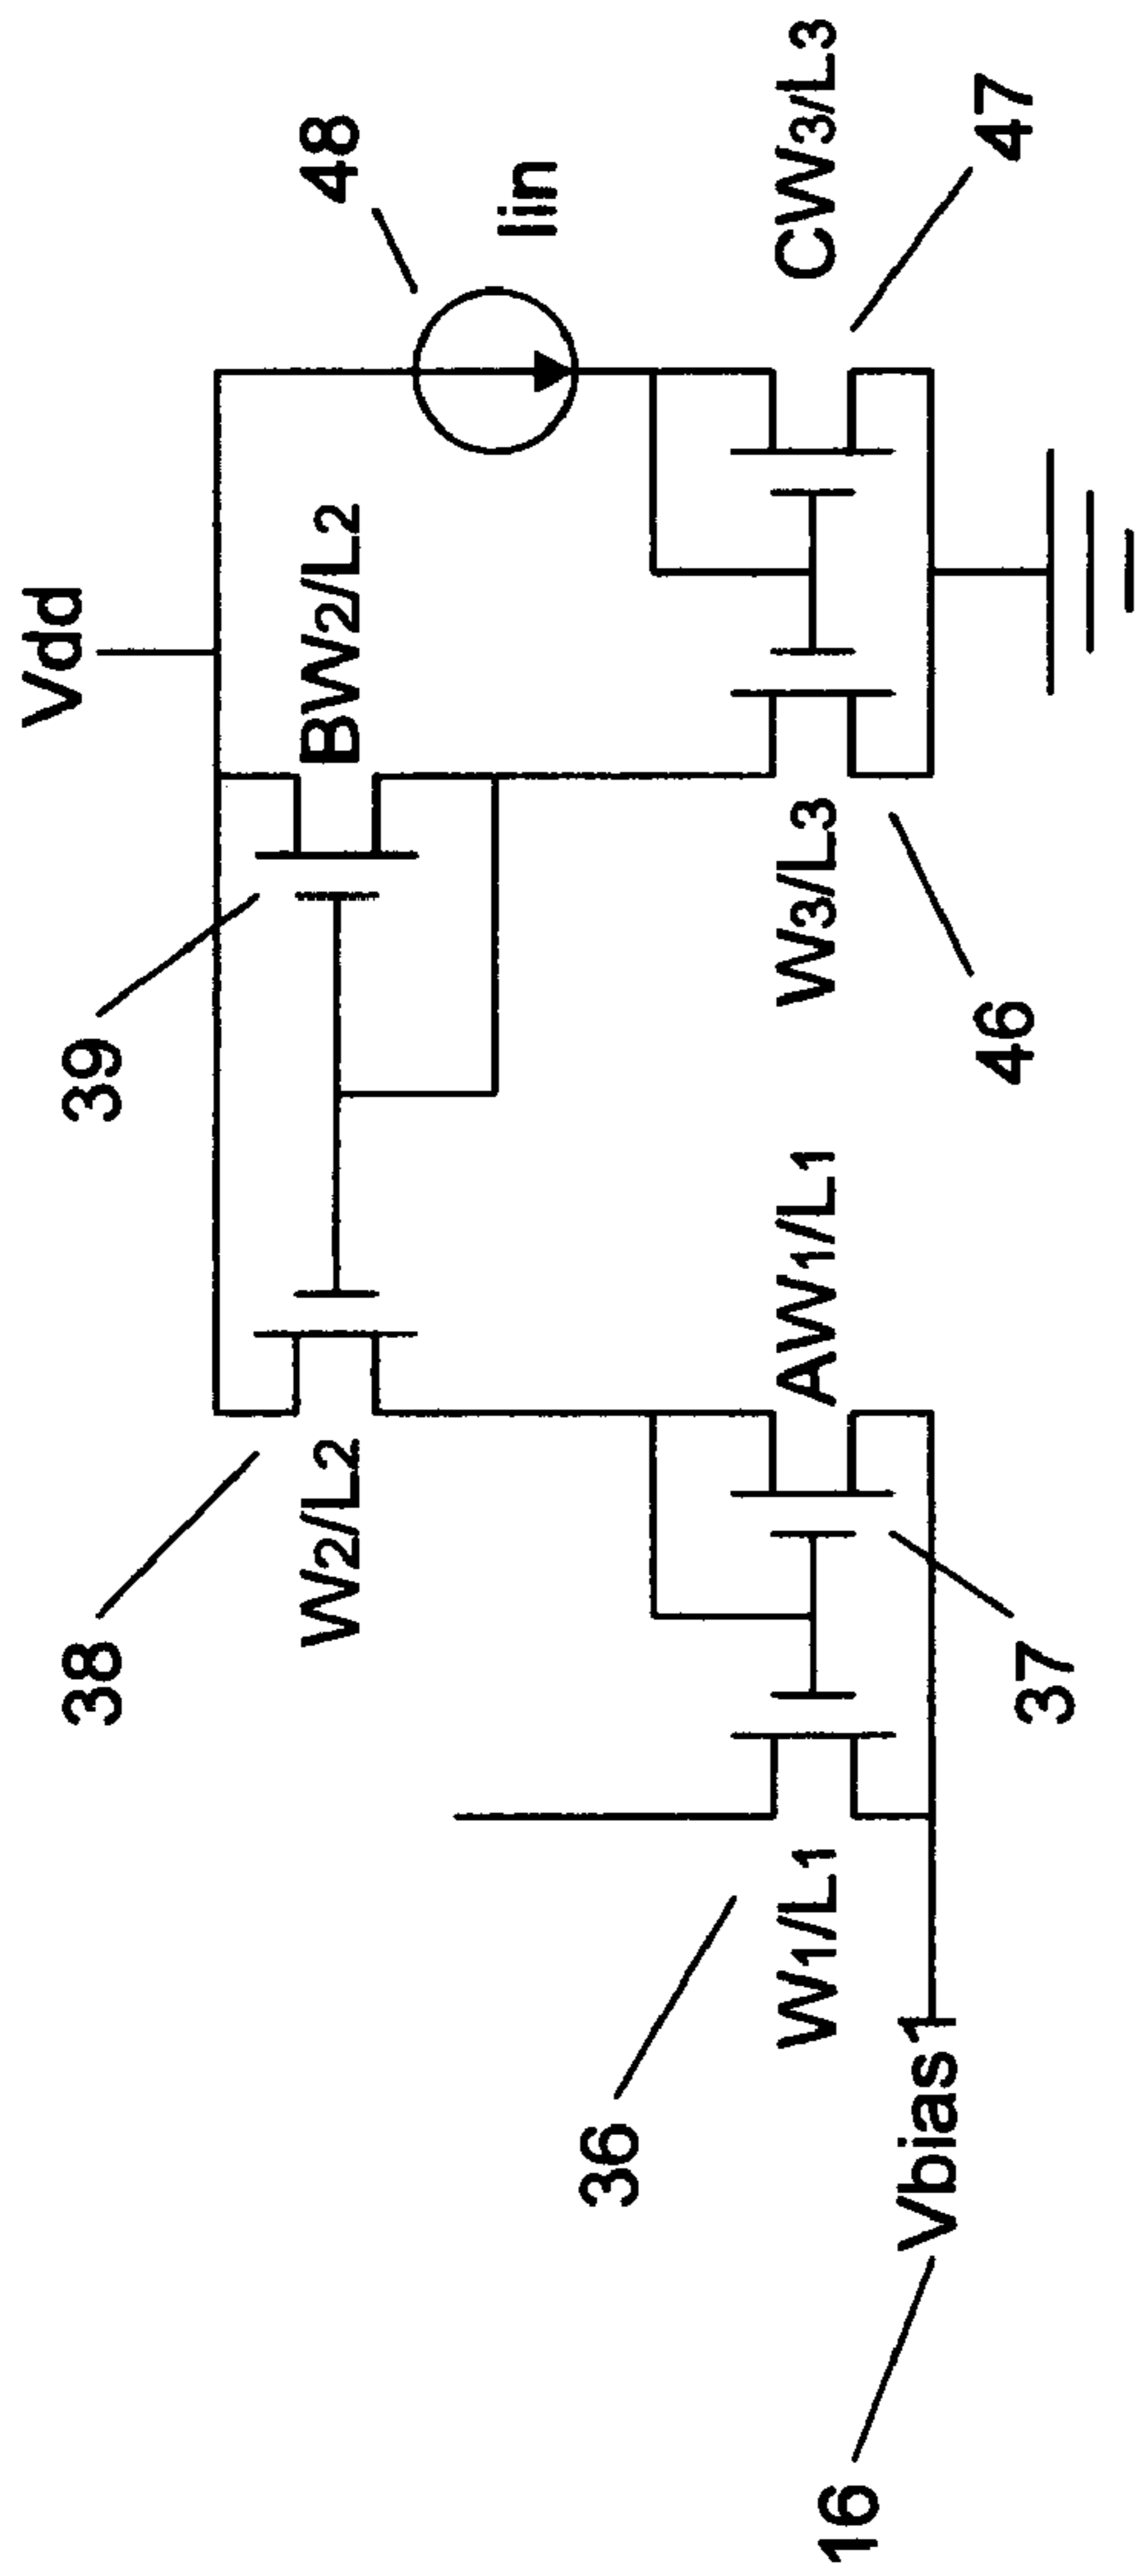 Vdd
39
BW2/L2
48
Iin
38
W2/L2
36
W1/L1
AW1/L1
37
W3/L3
46
CW3/L3
47
16
Vbias1